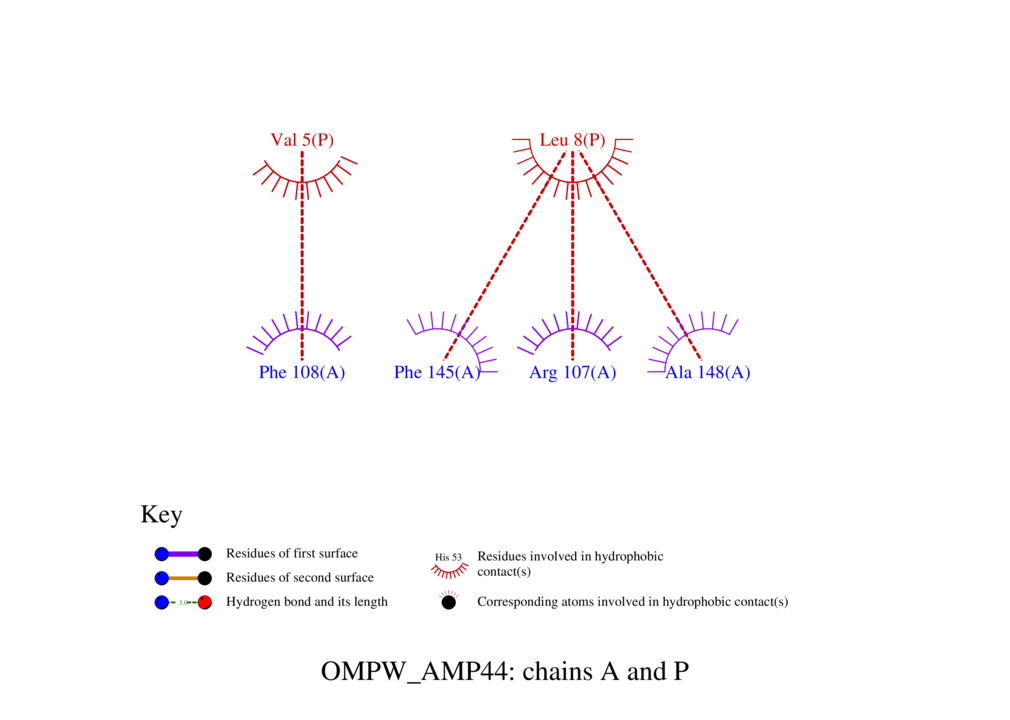 Val 5(P)
Leu 8(P)
Phe 108(A)
Phe 145(A)
Arg 107(A)
Ala 148(A)
Key
Residues of first surface
Residues of second surface
3.0
Hydrogen bond and its length
His 53
Residues involved in hydrophobic
contact(s)
Corresponding atoms involved in hydrophobic contact(s)
OMPW_AMP44: chains A and P